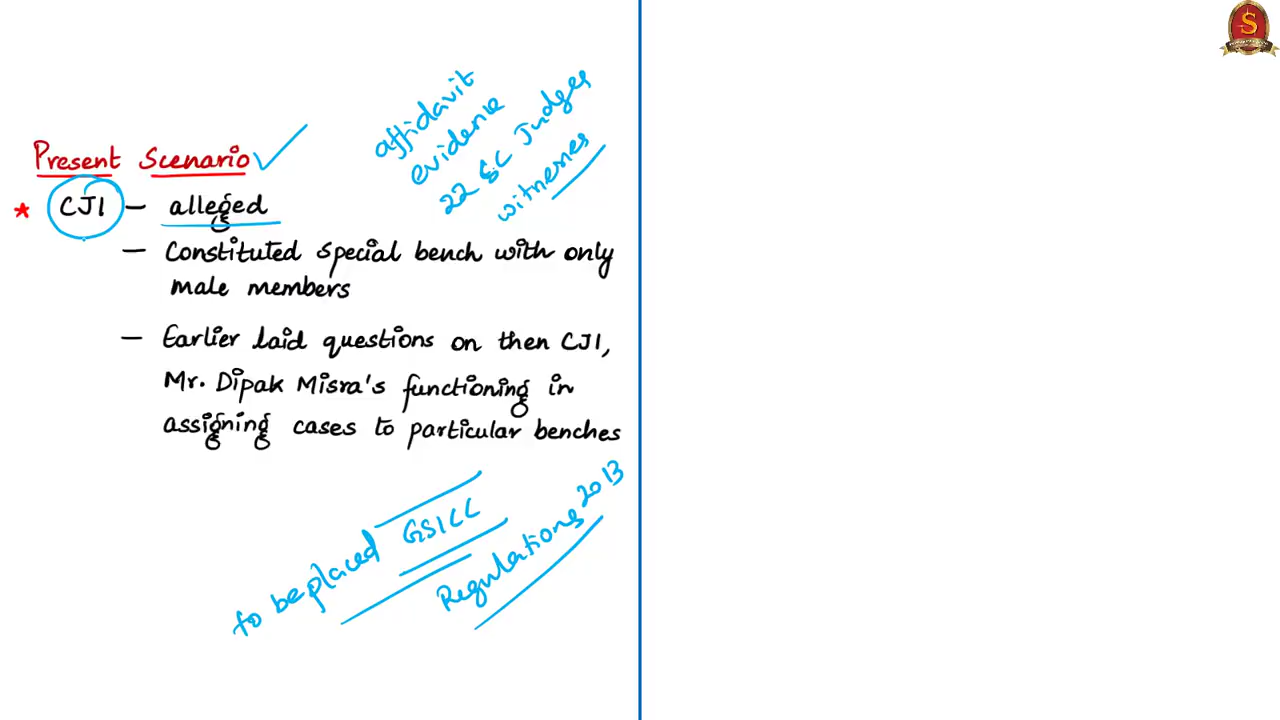 affidavit
evidence
22 SC Judges
witnesses
Present Scenario
* CJI - alleged
- Constituted special bench with only
male members
- Earlier laid questions on then CJI,
Mr. Dipak Misra's functioning in
assigning cases to particular benches
to be placed GSICC
Regulations 2013
S